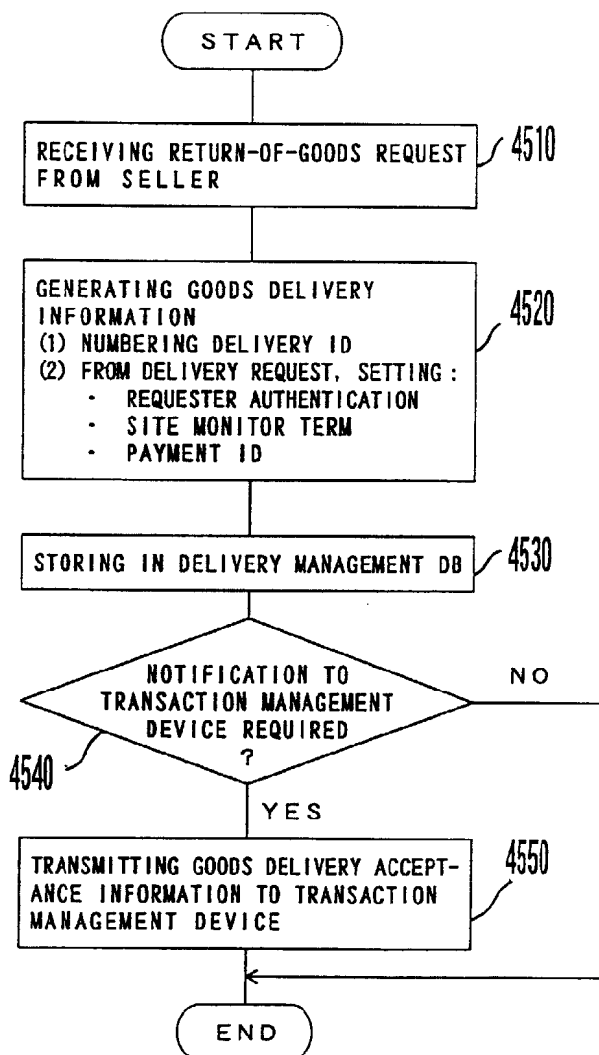 START
RECEIVING RETURN-OF-GOODS REQUEST
FROM SELLER
4510
GENERATING GOODS DELIVERY
INFORMATION
(1) NUMBERING DELIVERY ID
(2) FROM DELIVERY REQUEST, SETTING:
· REQUESTER AUTHENTICATION
· SITE MONITOR TERM
· PAYMENT ID
4520
STORING IN DELIVERY MANAGEMENT DB
4530
NOTIFICATION TO
TRANSACTION MANAGEMENT
DEVICE REQUIRED
?
NO
4540
YES
TRANSMITTING GOODS DELIVERY ACCEPT-
ANCE INFORMATION TO TRANSACTION
MANAGEMENT DEVICE
4550
END